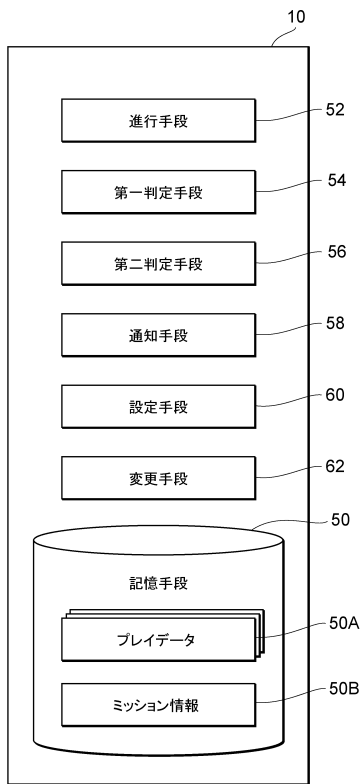 10
進行手段
52
第一判定手段
54
第二判定手段
56
通知手段
58
設定手段
60
変更手段
62
50
記憶手段
プレイデータ
50A
ミッション情報
50B